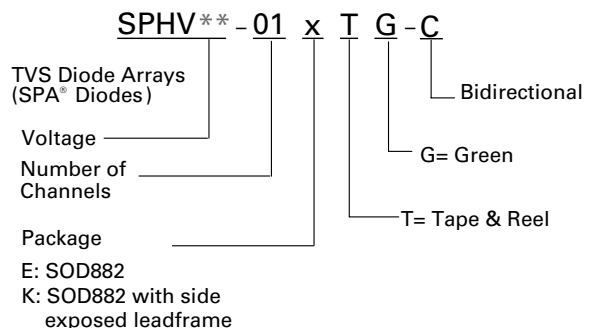 SPHV** - 01 x T G - C
TVS Diode Arrays
(SPA® Diodes)
Bidirectional
Voltage
G= Green
Number of
Channels
T= Tape & Reel
Package
E: SOD882
K: SOD882 with side
exposed leadframe